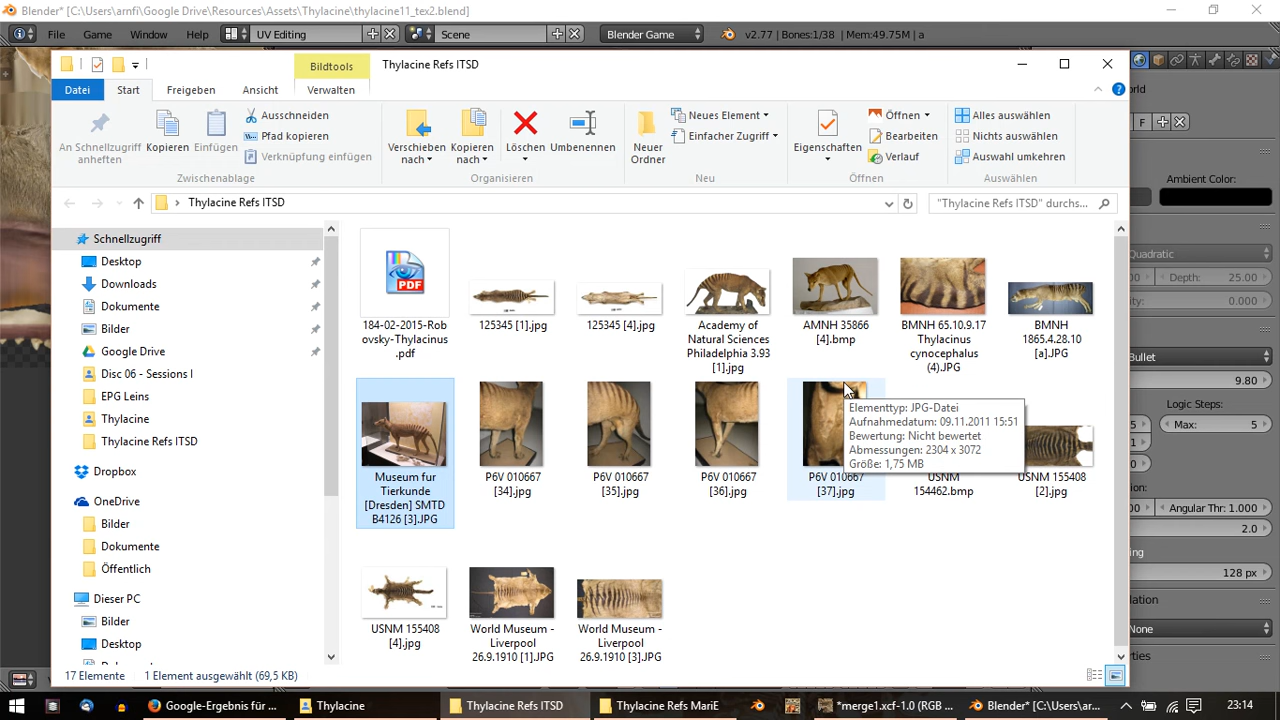 Blender* [C:\Users\arnfi\Google Drive\Resources\Assets\Thylacine\thylacine11_tex2.blend]
File Game Window Help UV Editing Scene Blender Game v2.77 | Bones:1/38 | Mem:49.75M | a
Bildtools Thylacine Refs ITSD
Datei Start Freigeben Ansicht Verwalten
An Schnellzugriff anheften
Kopieren
Einfügen
Ausschneiden
Pfad kopieren
Verknüpfung einfügen
Zwischenablage
Verschieben nach
Kopieren nach
Löschen
Umbenennen
Organisieren
Neuer Ordner
Neues Element
Einfacher Zugriff
Neu
Eigenschaften
Öffnen
Bearbeiten
Verlauf
Öffnen
Alles auswählen
Nichts auswählen
Auswahl umkehren
Auswählen
F
Ambient Color:
Thylacine Refs ITSD
"Thylacine Refs ITSD" durchs...
Schnellzugriff
Desktop
Downloads
Dokumente
Bilder
Google Drive
Disc 06 - Sessions I
EPG Leins
Thylacine
Thylacine Refs ITSD
Dropbox
OneDrive
Bilder
Dokumente
Öffentlich
Dieser PC
Bilder
Desktop
PDF
184-02-2015-Rob
ovsky-Thylacinus
.pdf
125345 [1].jpg
125345 [4].jpg
Academy of
Natural Sciences
Philadelphia 3.93
[1].jpg
AMNH 35866
[4].bmp
BMNH 65.10.9.17
Thylacinus
cynocephalus
(4).JPG
BMNH
1865.4.28.10
[a].JPG
Museum fur
Tierkunde
[Dresden] SMTD
B4126 [3].JPG
P6V 010667
[34].jpg
P6V 010667
[35].jpg
P6V 010667
[36].jpg
P6V 010667
[37].jpg
USNM
154462.bmp
USNM 155408
[2].jpg
Elementtyp: JPG-Datei
Aufnahmedatum: 09.11.2011 15:51
Bewertung: Nicht bewertet
Abmessungen: 2304 x 3072
Größe: 1,75 MB
USNM 155408
[4].jpg
World Museum -
Liverpool
26.9.1910 [1].JPG
World Museum -
Liverpool
26.9.1910 [3].JPG
Quadratic
Depth: 25.00
0.000
Bullet
9.80
Logic Steps:
Max: 5
Angular Thr: 1.000
2.0
128 px
None
17 Elemente 1 Element ausgewählt (69,5 KB)
Google-Ergebnis für ... Thylacine Thylacine Refs ITSD Thylacine Refs MariE *merge1.xcf-1.0 (RGB ... Blender* [C:\Users\ar... 23:14